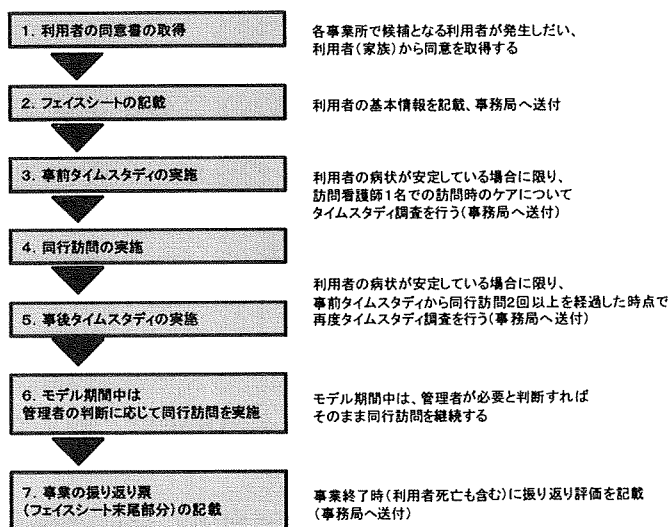 1. 利用者の同意書の取得
各事業所で候補となる利用者が発生しだい、
利用者(家族)から同意を取得する
2. フェイスシートの記載
利用者の基本情報を記載、事務局へ送付
3. 事前タイムスタディの実施
利用者の病状が安定している場合に限り、
訪問看護師1名での訪問時のケアについて
タイムスタディ調査を行う(事務局へ送付)
4. 同行訪問の実施
利用者の病状が安定している場合に限り、
事前タイムスタディから同行訪問2回以上を経過した時点で
再度タイムスタディ調査を行う(事務局へ送付)
5. 事後タイムスタディの実施
6. モデル期間中は
管理者の判断に応じて同行訪問を実施
モデル期間中は、管理者が必要と判断すれば
そのまま同行訪問を継続する
7. 事業の振り返り票
(フェイスシート末尾部分)の記載
事業終了時(利用者死亡も含む)に振り返り評価を記載
(事務局へ送付)